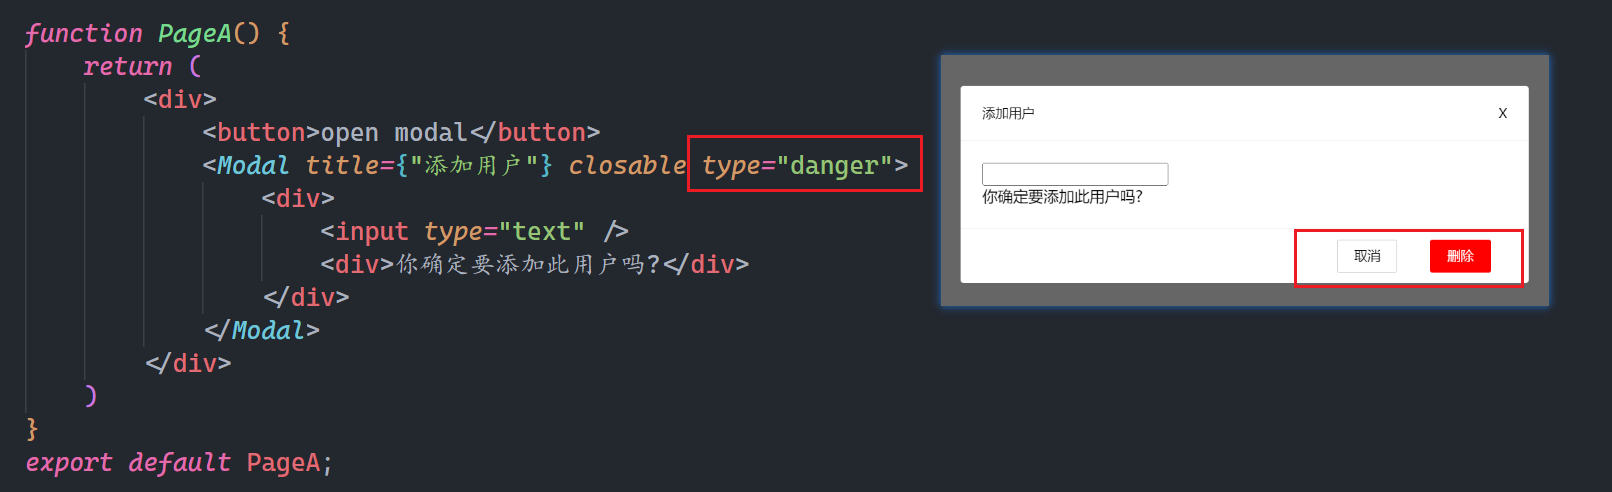 function PageA() {
return (
<div>
<button>open modal</button>
<Modal title={"添加用户"} closable type="danger">
<div>
<input type="text" />
<div>你确定要添加此用户吗?</div>
</div>
</Modal>
</div>
)
}
export default PageA;
添加用户 X
你确定要添加此用户吗?
取消 删除